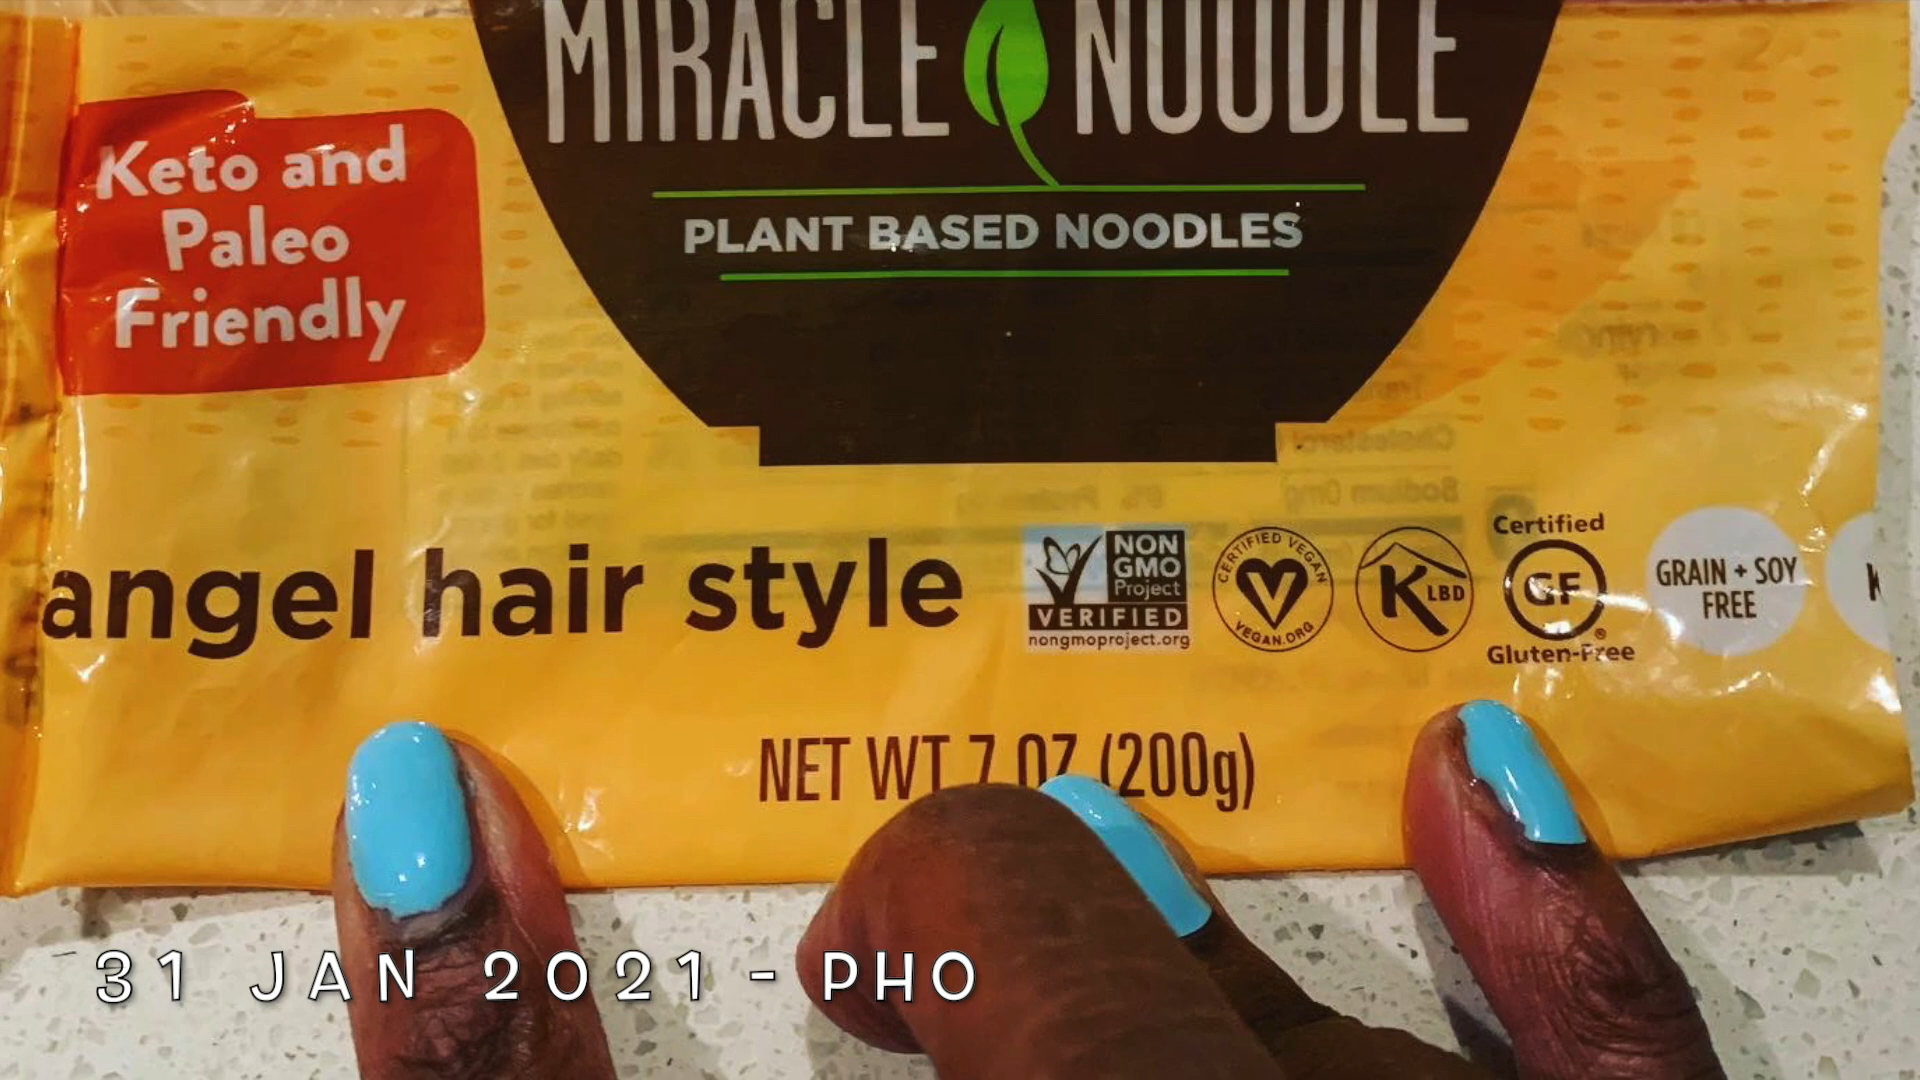 MIRACLE NOODLE
Keto and
Paleo
Friendly
PLANT BASED NOODLES
angel hair style
NON
GMO
Project
VERIFIED
nongmoproject.org
CERTIFIED VEGAN
VEGAN.ORG
K LBD
Certified
GF
®
Gluten-Free
GRAIN + SOY
FREE
K
NET WT 7 OZ (200g)
31 JAN 2021 - PHO